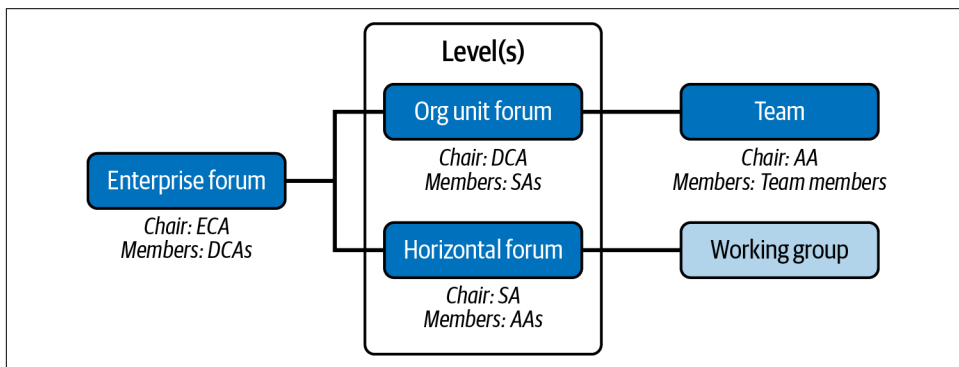 Level(s)
Org unit forum
Chair: DCA
Members: SAs
Team
Chair: AA
Members: Team members
Enterprise forum
Chair: ECA
Members: DCAs
Horizontal forum
Chair: SA
Members: AAs
Working group